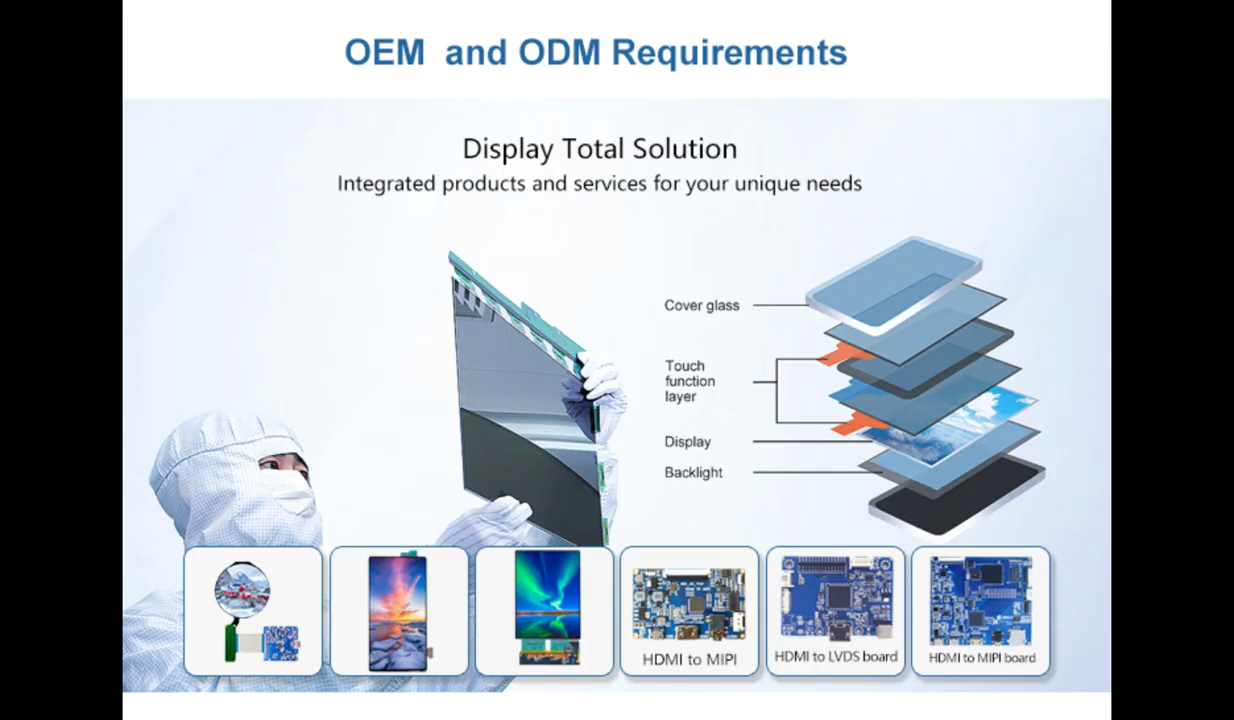 OEM and ODM Requirements
Display Total Solution
Integrated products and services for your unique needs
Cover glass
Touch
function
layer
Display
Backlight
HDMI to MIPI
HDMI to LVDS board
HDMI to MIPI board